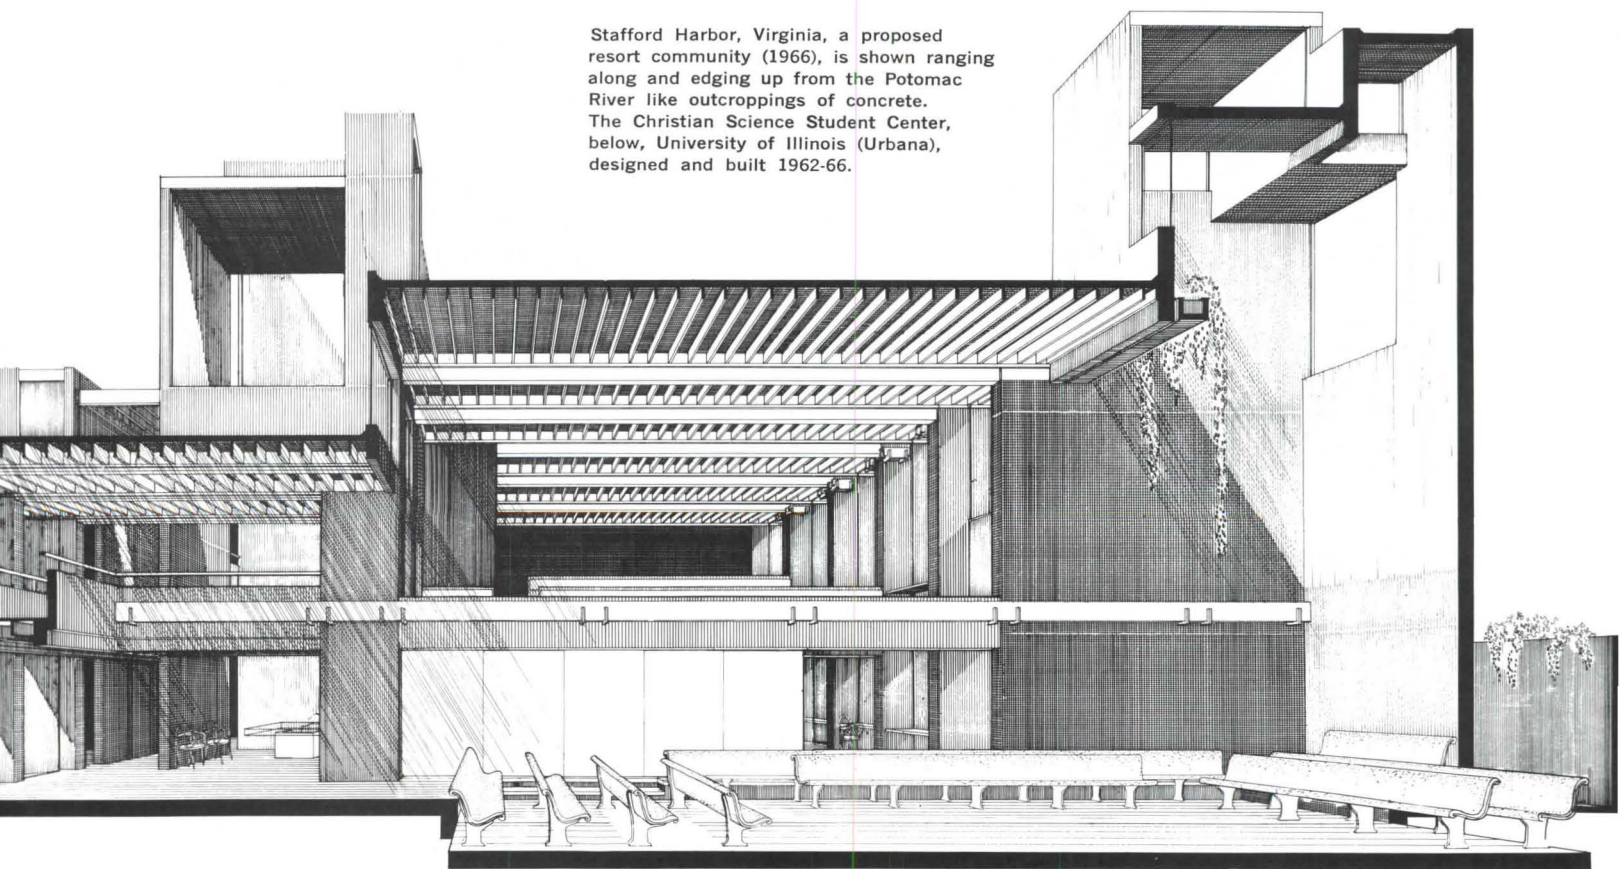 Stafford Harbor, Virginia, a proposed
resort community (1966), is shown ranging
along and edging up from the Potomac
River like outcroppings of concrete.
The Christian Science Student Center,
below, University of Illinois (Urbana),
designed and built 1962-66.